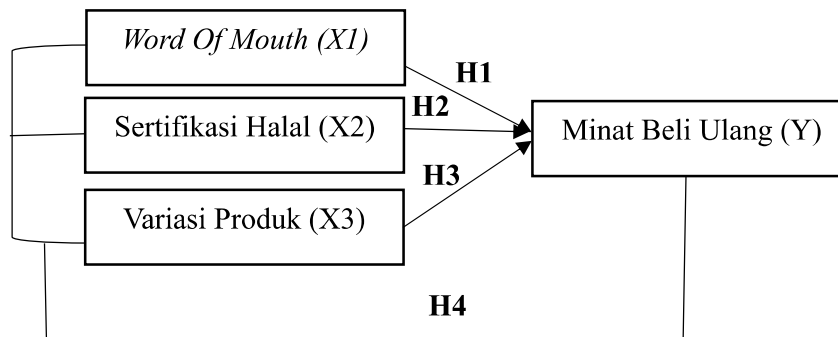 Word Of Mouth (X1)
H1
H2
Sertifikasi Halal (X2)
Minat Beli Ulang (Y)
H3
Variasi Produk (X3)
H4